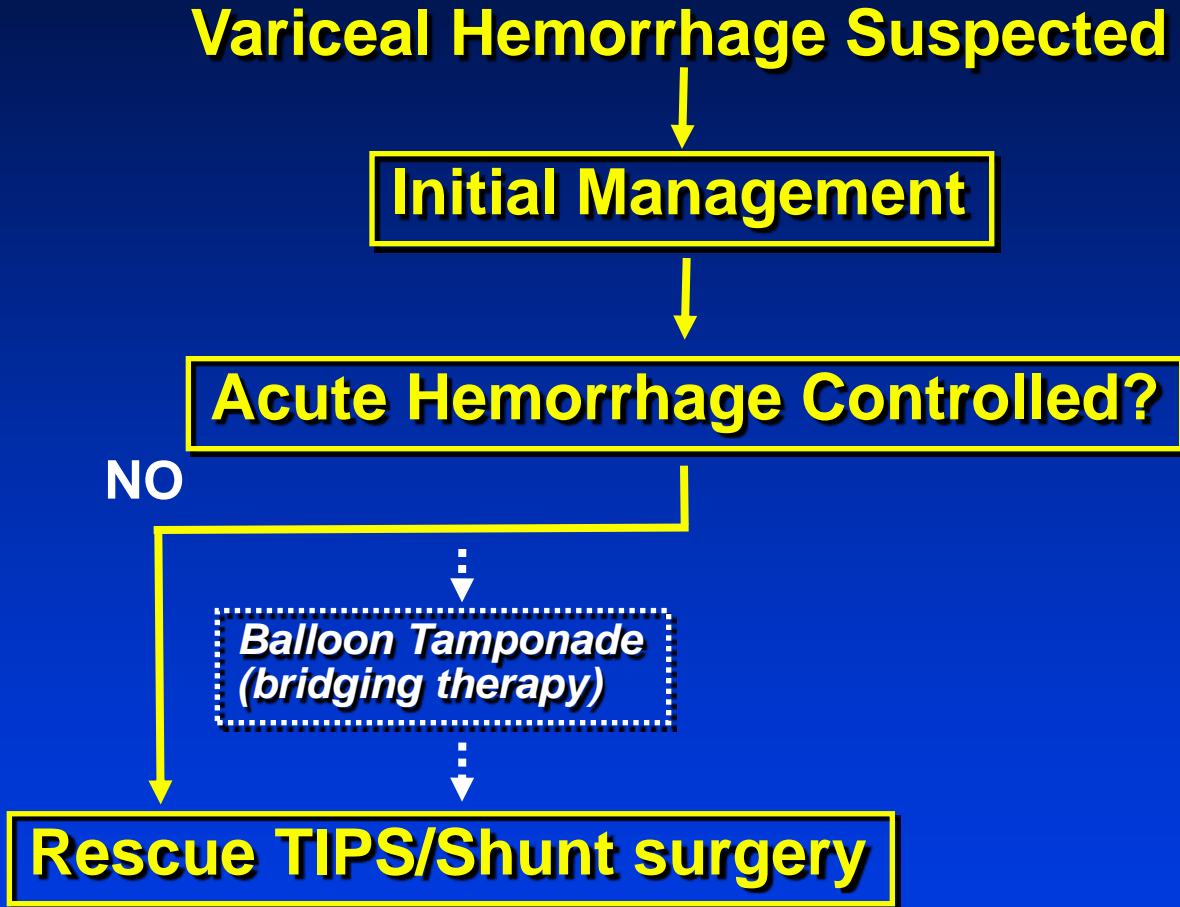 Variceal Hemorrhage Suspected
Initial Management
Acute Hemorrhage Controlled?
NO
Balloon Tamponade
(bridging therapy)
Rescue TIPS/Shunt surgery